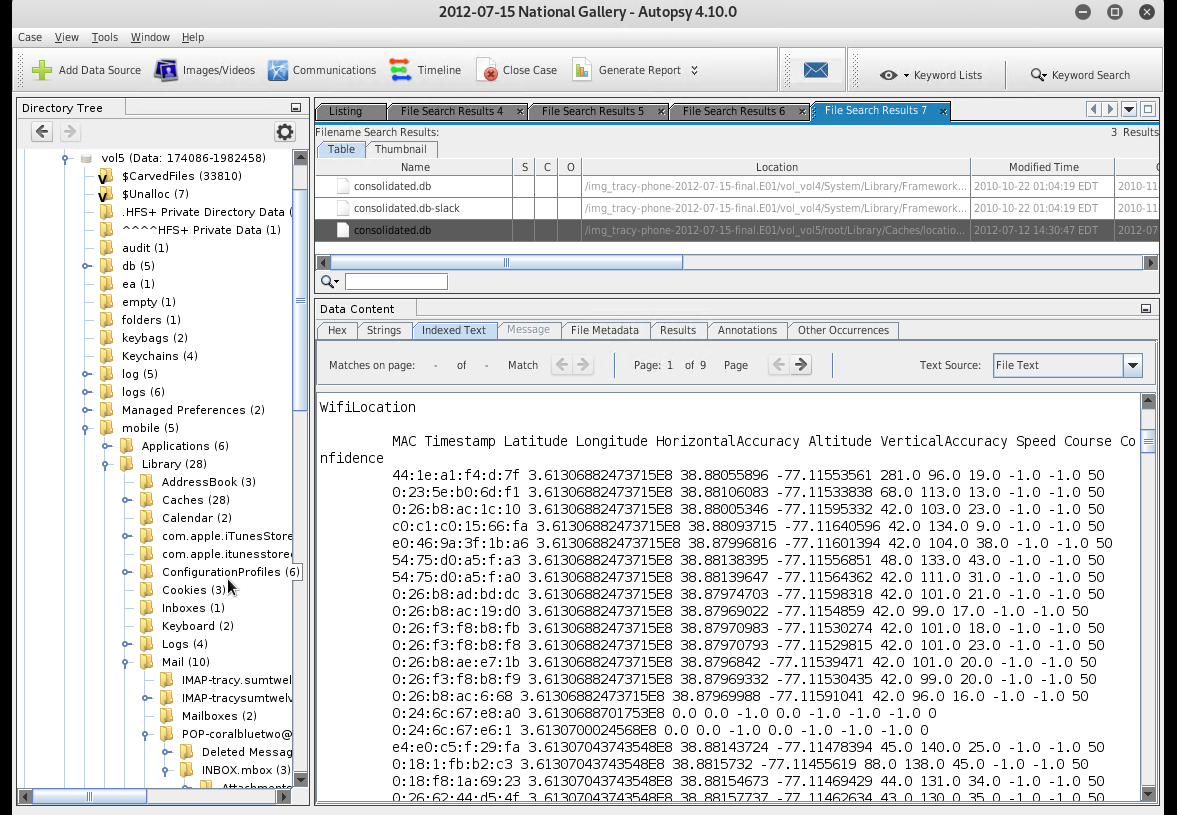 2012-07-15 National Gallery - Autopsy 4.10.0
Case View Tools Window Help
Add Data Source Images/Videos Communications Timeline Close Case Generate Report Keyword Lists Keyword Search
Directory Tree
vol5 (Data: 174086-1982458)
$CarvedFiles (33810)
$Unalloc (7)
.HFS+ Private Directory Data (
^^^^HFS+ Private Data (1)
audit (1)
db (5)
ea (1)
empty (1)
folders (1)
keybags (2)
Keychains (4)
log (5)
logs (6)
Managed Preferences (2)
mobile (5)
Applications (6)
Library (28)
AddressBook (3)
Caches (28)
Calendar (2)
com.apple.iTunesStore
com.apple.itunesstore
ConfigurationProfiles (6)
Cookies (3)
Inboxes (1)
Keyboard (2)
Logs (4)
Mail (10)
IMAP-tracy.sumtwel
IMAP-tracysumtwelv
Mailboxes (2)
POP-coralbluetwo@
Deleted Messag
INBOX.mbox (3)
Attachments
Listing File Search Results 4 File Search Results 5 File Search Results 6 File Search Results 7
Filename Search Results: 3 Results
Table Thumbnail
Name S C O Location Modified Time C
consolidated.db /img_tracy-phone-2012-07-15-final.E01/vol_vol4/System/Library/Framework... 2010-10-22 01:04:19 EDT 2010-11
consolidated.db-slack /img_tracy-phone-2012-07-15-final.E01/vol_vol4/System/Library/Framework... 2010-10-22 01:04:19 EDT 2010-11
consolidated.db /img_tracy-phone-2012-07-15-final.E01/vol_vol5/root/Library/Caches/locatio... 2012-07-12 14:30:47 EDT 2012-07
Data Content
Hex Strings Indexed Text Message File Metadata Results Annotations Other Occurrences
Matches on page: - of - Match Page: 1 of 9 Page Text Source: File Text
WifiLocation
MAC Timestamp Latitude Longitude HorizontalAccuracy Altitude VerticalAccuracy Speed Course Co
nfidence
44:1e:a1:f4:d:7f 3.61306882473715E8 38.88055896 -77.11553561 281.0 96.0 19.0 -1.0 -1.0 50
0:23:5e:b0:6d:f1 3.61306882473715E8 38.88106083 -77.11533838 68.0 113.0 13.0 -1.0 -1.0 50
0:26:b8:ac:1c:10 3.61306882473715E8 38.88005346 -77.11595332 42.0 103.0 23.0 -1.0 -1.0 50
c0:c1:c0:15:66:fa 3.61306882473715E8 38.88093715 -77.11640596 42.0 134.0 9.0 -1.0 -1.0 50
e0:46:9a:3f:1b:a6 3.61306882473715E8 38.87996816 -77.11601394 42.0 104.0 38.0 -1.0 -1.0 50
54:75:d0:a5:f:a3 3.61306882473715E8 38.88138395 -77.11556851 48.0 133.0 43.0 -1.0 -1.0 50
54:75:d0:a5:f:a0 3.61306882473715E8 38.88139647 -77.11564362 42.0 111.0 31.0 -1.0 -1.0 50
0:26:b8:ad:bd:dc 3.61306882473715E8 38.87974703 -77.11598318 42.0 101.0 21.0 -1.0 -1.0 50
0:26:b8:ac:19:d0 3.61306882473715E8 38.87969022 -77.1154859 42.0 99.0 17.0 -1.0 -1.0 50
0:26:f3:f8:b8:fb 3.61306882473715E8 38.87970983 -77.11530274 42.0 101.0 18.0 -1.0 -1.0 50
0:26:f3:f8:b8:f8 3.61306882473715E8 38.87970793 -77.11529815 42.0 101.0 23.0 -1.0 -1.0 50
0:26:b8:ae:e7:1b 3.61306882473715E8 38.8796842 -77.11539471 42.0 101.0 20.0 -1.0 -1.0 50
0:26:f3:f8:b8:f9 3.61306882473715E8 38.87969332 -77.11530435 42.0 99.0 20.0 -1.0 -1.0 50
0:26:b8:ac:6:68 3.61306882473715E8 38.87969988 -77.11591041 42.0 96.0 16.0 -1.0 -1.0 50
0:24:6c:67:e8:a0 3.6130688701753E8 0.0 0.0 -1.0 0.0 -1.0 -1.0 -1.0 0
0:24:6c:67:e6:1 3.61307000024568E8 0.0 0.0 -1.0 0.0 -1.0 -1.0 -1.0 0
e4:e0:c5:f:29:fa 3.61307043743548E8 38.88143724 -77.11478394 45.0 140.0 25.0 -1.0 -1.0 50
0:18:1:fb:b2:c3 3.61307043743548E8 38.8815732 -77.11455619 88.0 138.0 45.0 -1.0 -1.0 50
0:18:f8:1a:69:23 3.61307043743548E8 38.88154673 -77.11469429 44.0 131.0 34.0 -1.0 -1.0 50
0:26:62:44:d5:4f 3.61307043743548E8 38.88157737 -77.11462634 43.0 130.0 35.0 -1.0 -1.0 50